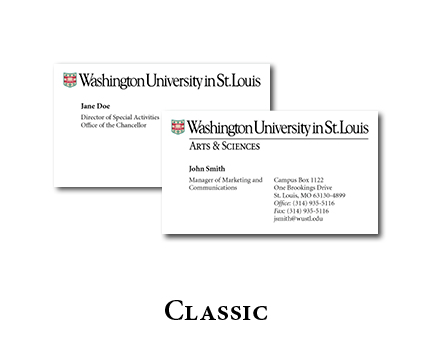 Washington University in St. Louis
Jane Doe
Director of Special Activities
Office of the Chancellor
Washington University in St. Louis
ARTS & SCIENCES
John Smith
Manager of Marketing and
Communications
Campus Box 1122
One Brookings Drive
St. Louis, MO 63130-4899
Office: (314) 935-5116
Fax: (314) 935-5116
jsmith@wustl.edu
CLASSIC